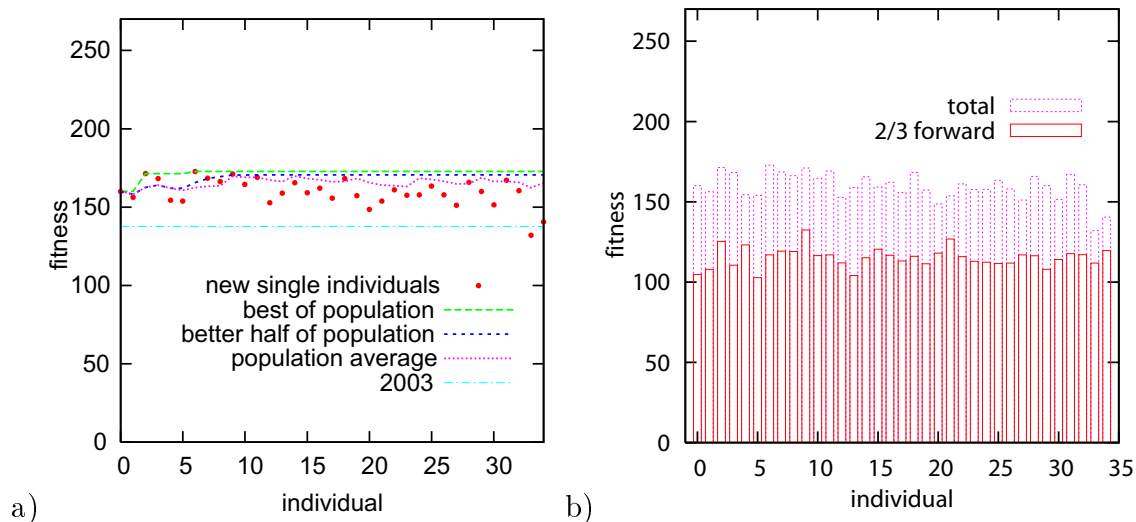 250
200
150
100
50
0
fitness
new single individuals
best of population
better half of population
population average
2003
0 5 10 15 20 25 30
individual
a)
250
200
150
100
50
0
fitness
total
2/3 forward
0 5 10 15 20 25 30 35
individual
b)